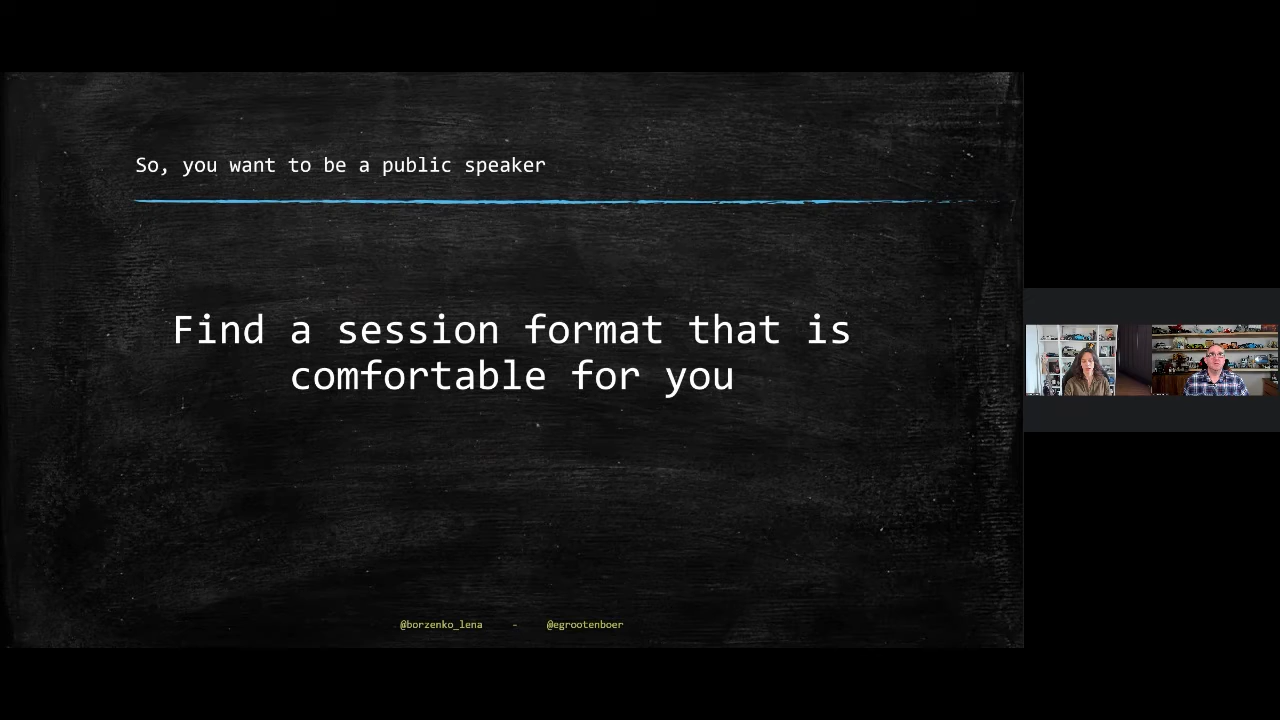 So, you want to be a public speaker
Find a session format that is
comfortable for you
@borzenko_lena - @egrootenboer